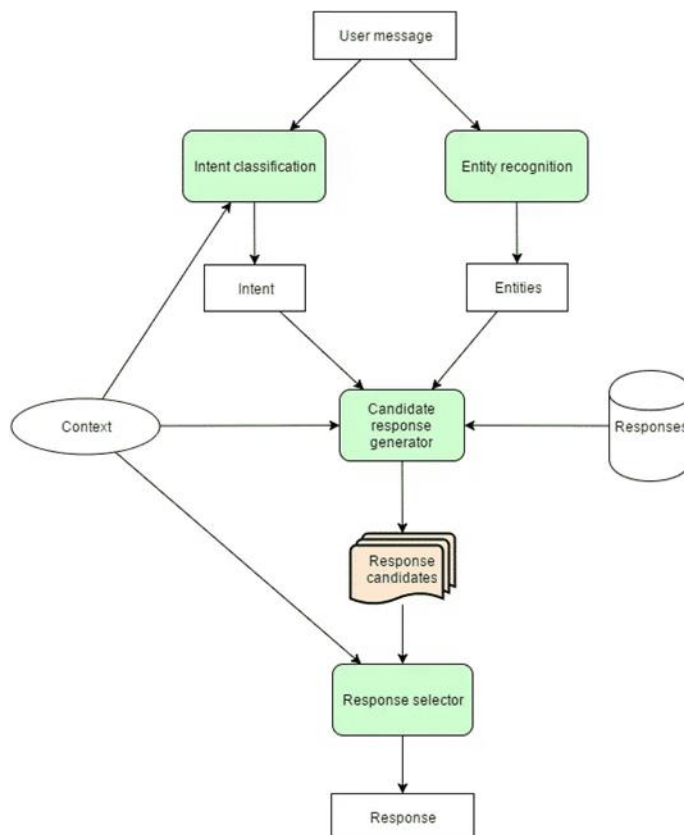 User message
Intent classification
Entity recognition
Intent
Entities
Context
Candidate
response
generator
Responses
Response
candidates
Response selector
Response